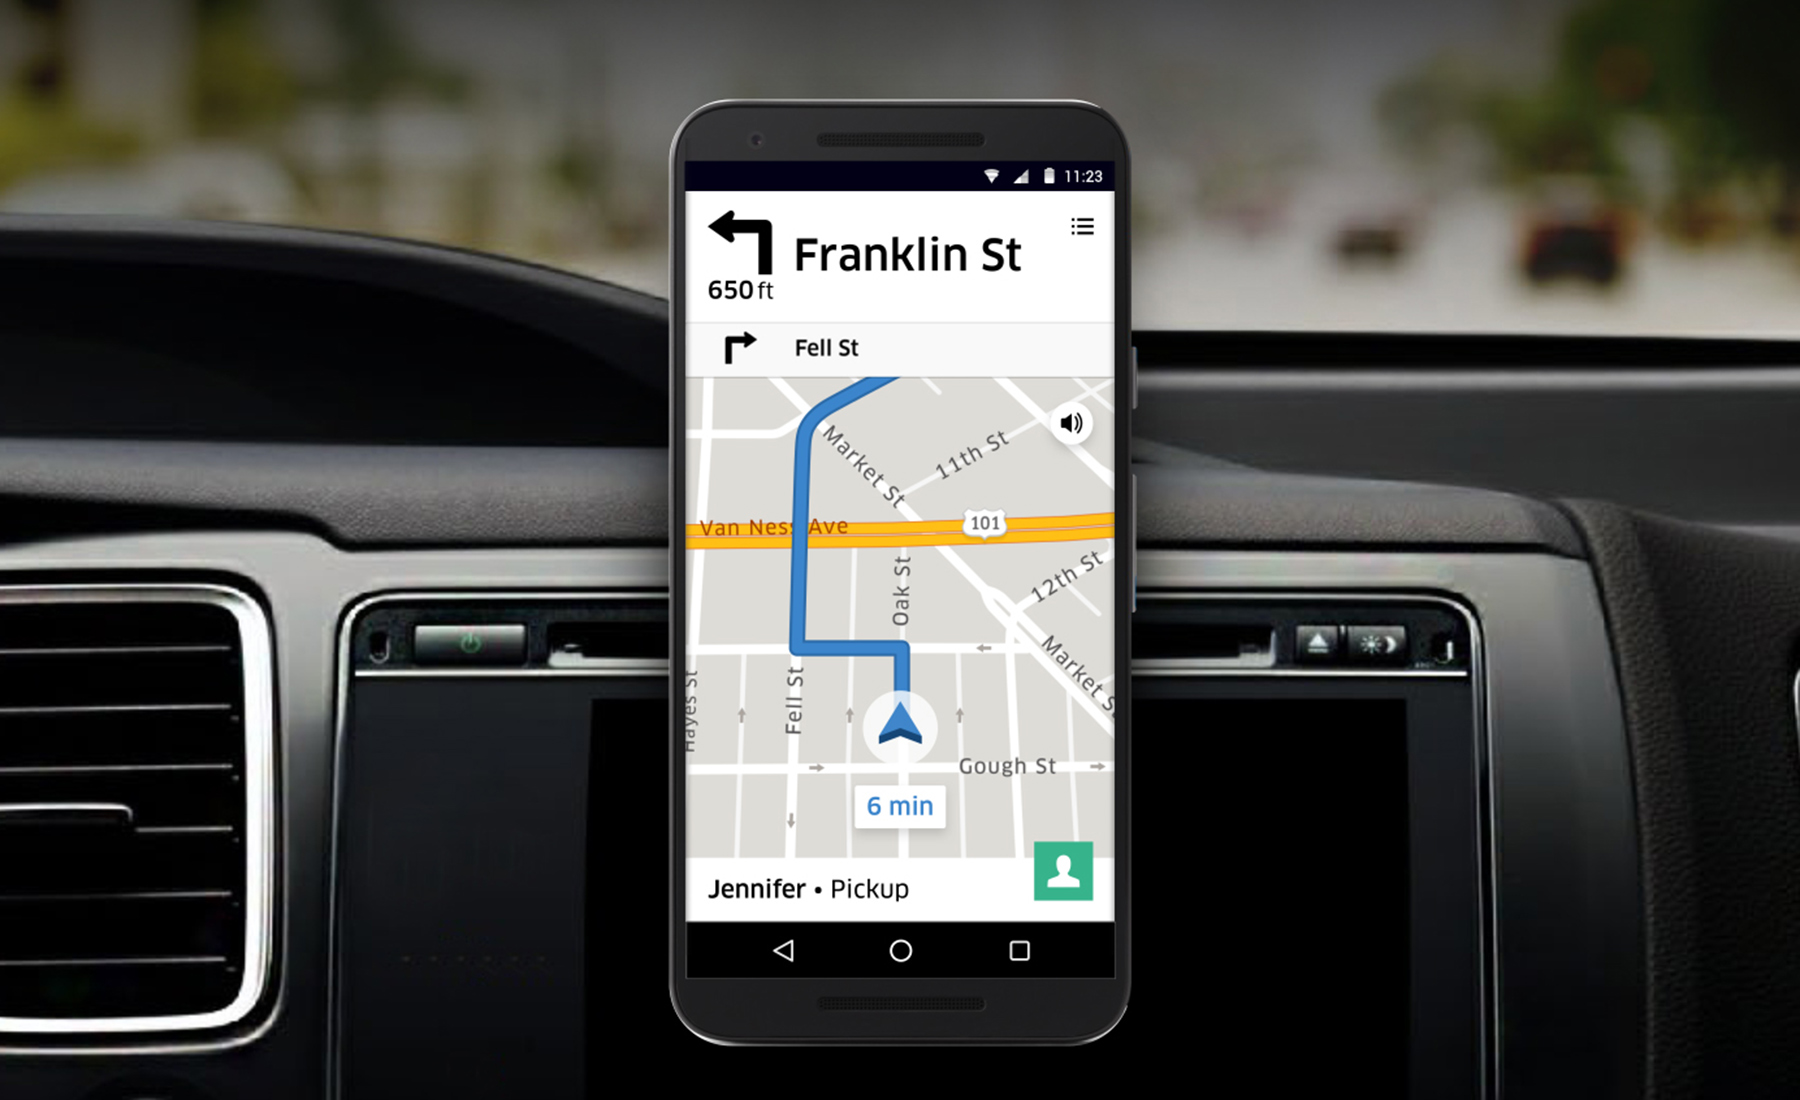 11:23
Franklin St
650 ft
Fell St
Market St
11th St
Van Ness Ave
101
Oak St
12th St
Market S
Hayes St
Fell St
Gough St
6 min
Jennifer • Pickup